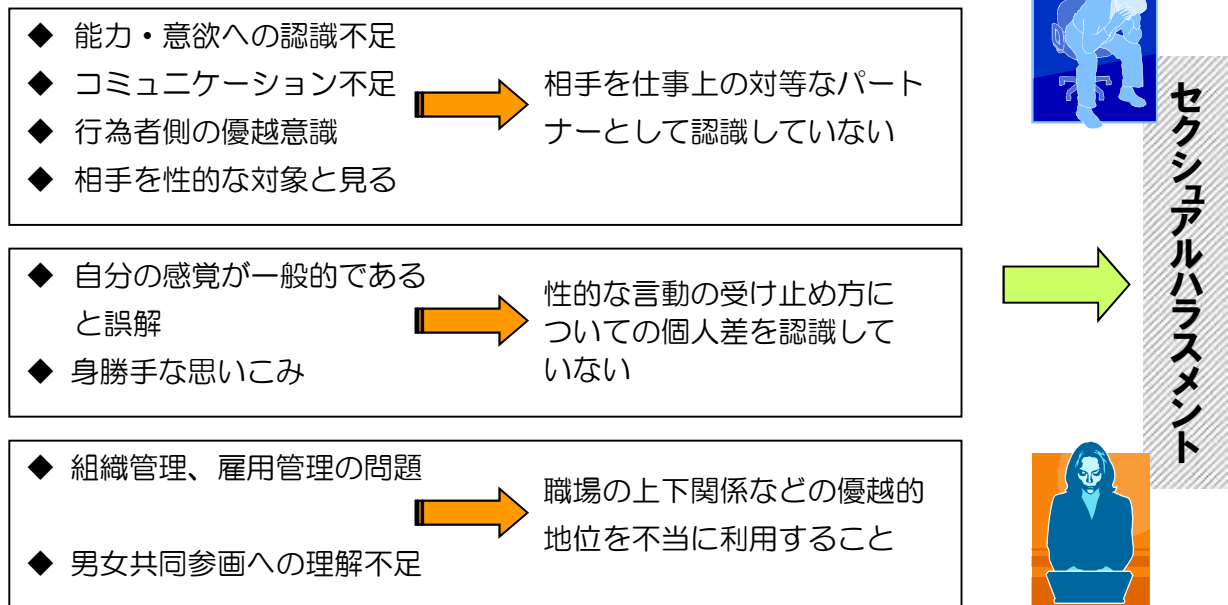 ◆ 能力・意欲への認識不足
◆ コミュニケーション不足
◆ 行為者側の優越意識
◆ 相手を性的な対象と見る
相手を仕事上の対等なパート
ナーとして認識していない
◆ 自分の感覚が一般的である
と誤解
◆ 身勝手な思いこみ
性的な言動の受け止め方に
ついての個人差を認識して
いない
◆ 組織管理、雇用管理の問題
◆ 男女共同参画への理解不足
職場の上下関係などの優越的
地位を不当に利用すること
セクシュアルハラスメント